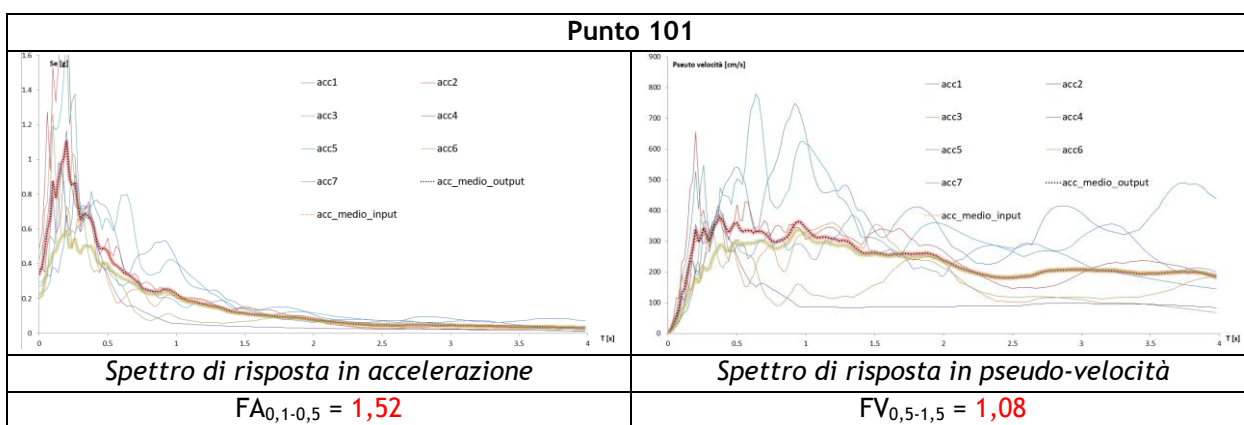 Punto 101
Se [g]
1.6
1.4
1.2
1
0.8
0.6
0.4
0.2
0
0 0.5 1 1.5 2 2.5 3 3.5 4
T [s]
acc1 acc2
acc3 acc4
acc5 acc6
acc7 acc_medio_output
acc_medio_input
Pseuto velocità [cm/s]
900
800
700
600
500
400
300
200
100
0
0 0.5 1 1.5 2 2.5 3 3.5 4
T [s]
acc1 acc2
acc3 acc4
acc5 acc6
acc7 acc_medio_output
acc_medio_input
Spettro di risposta in accelerazione
Spettro di risposta in pseudo-velocità
FA0,1-0,5 = 1,52
FV0,5-1,5 = 1,08